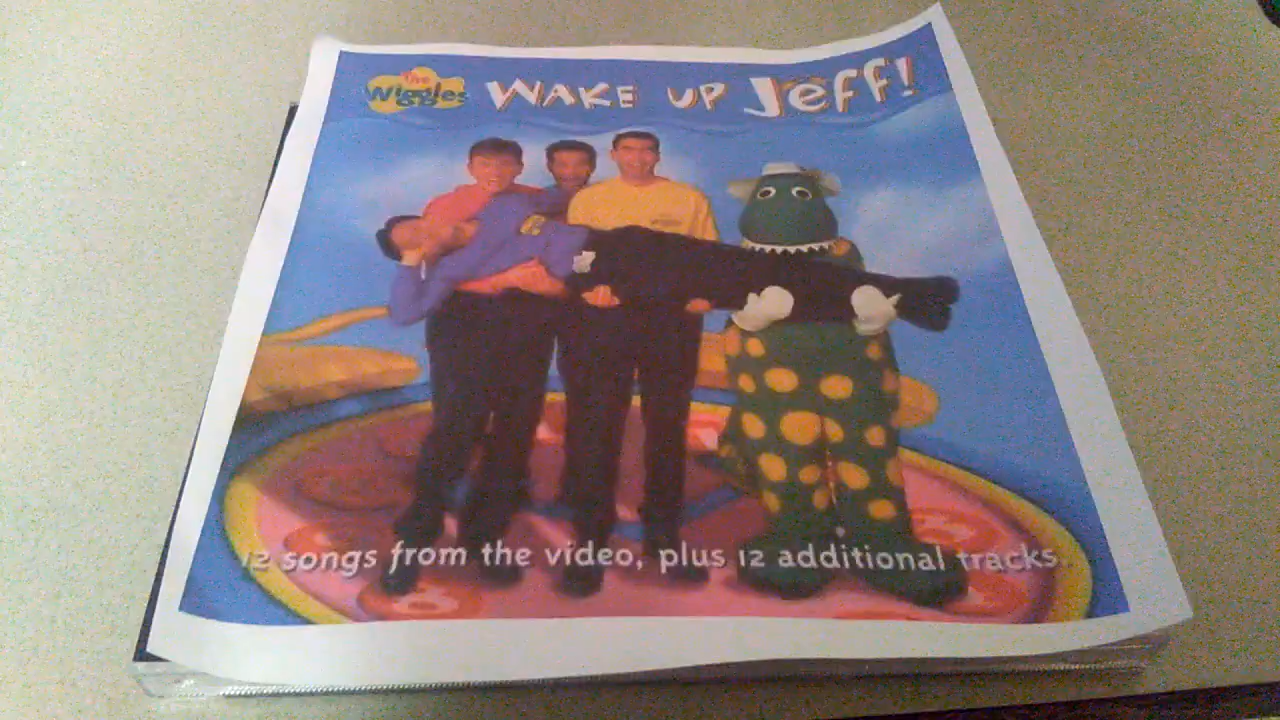 The Wiggles WAKE UP Jeff!
12 songs from the video, plus 12 additional tracks.